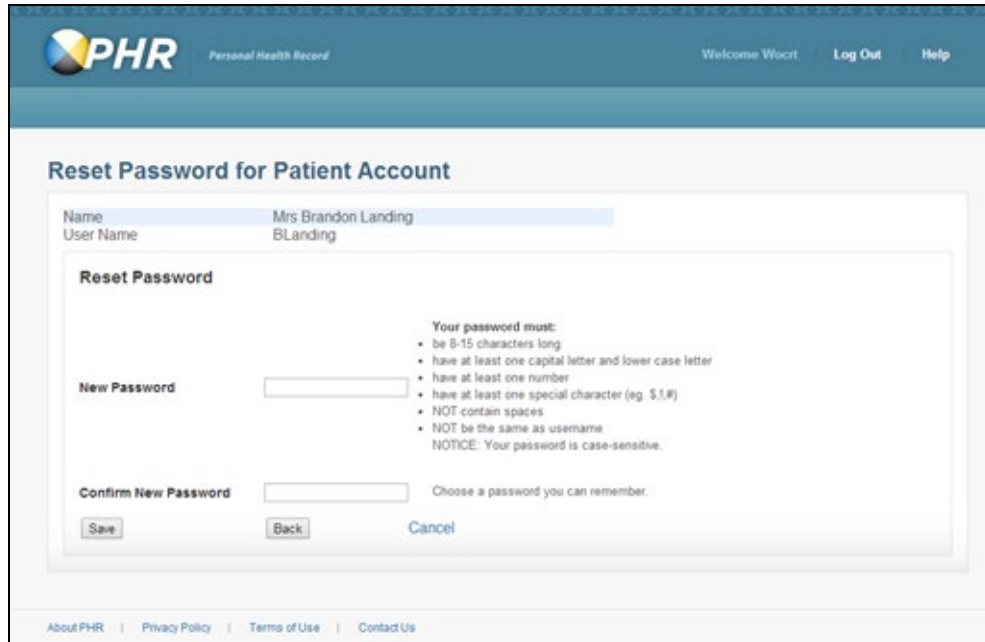 PHR Personal Health Record Welcome Wocrt Log Out Help
Reset Password for Patient Account
Name Mrs Brandon Landing
User Name BLanding
Reset Password
Your password must:
• be 8-15 characters long
• have at least one capital letter and lower case letter
• have at least one number
• have at least one special character (eg. $,!,#)
• NOT contain spaces
• NOT be the same as username
NOTICE: Your password is case-sensitive.
New Password
Confirm New Password Choose a password you can remember.
Save Back Cancel
About PHR | Privacy Policy | Terms of Use | Contact Us